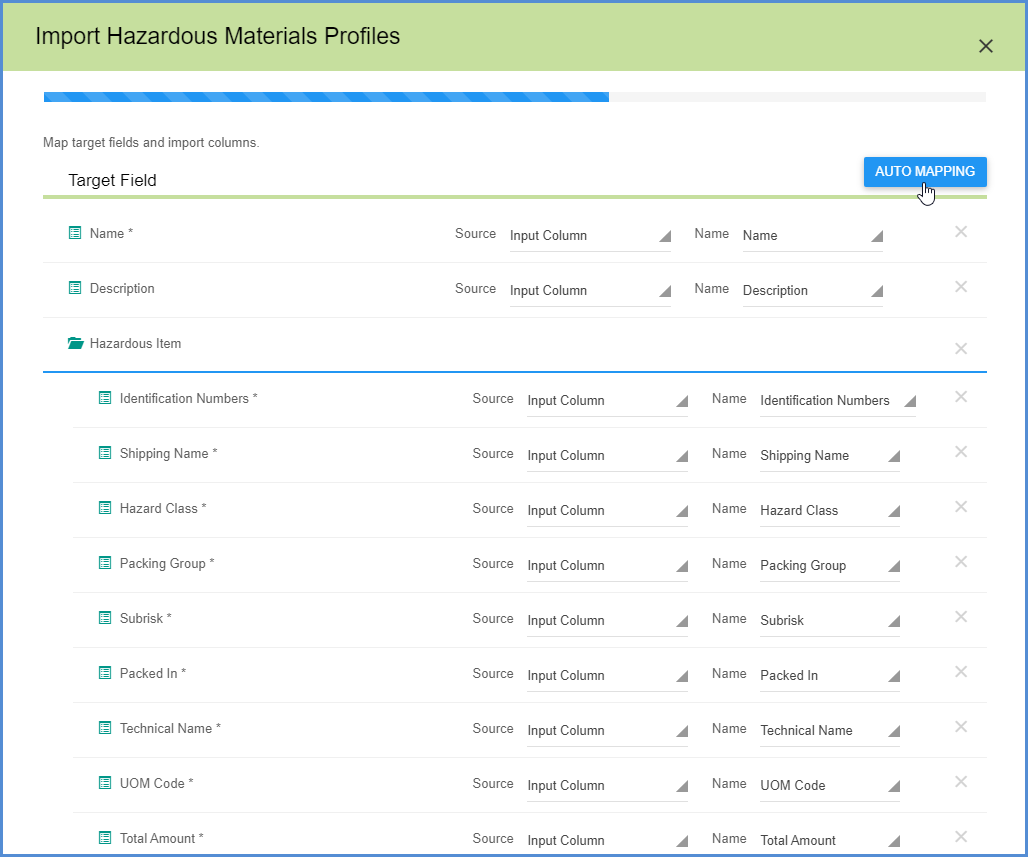 Import Hazardous Materials Profiles
Map target fields and import columns.
Target Field AUTO MAPPING
Name * Source Input Column Name Name
Description Source Input Column Name Description
Hazardous Item
Identification Numbers * Source Input Column Name Identification Numbers
Shipping Name * Source Input Column Name Shipping Name
Hazard Class * Source Input Column Name Hazard Class
Packing Group * Source Input Column Name Packing Group
Subrisk * Source Input Column Name Subrisk
Packed In * Source Input Column Name Packed In
Technical Name * Source Input Column Name Technical Name
UOM Code * Source Input Column Name UOM Code
Total Amount * Source Input Column Name Total Amount